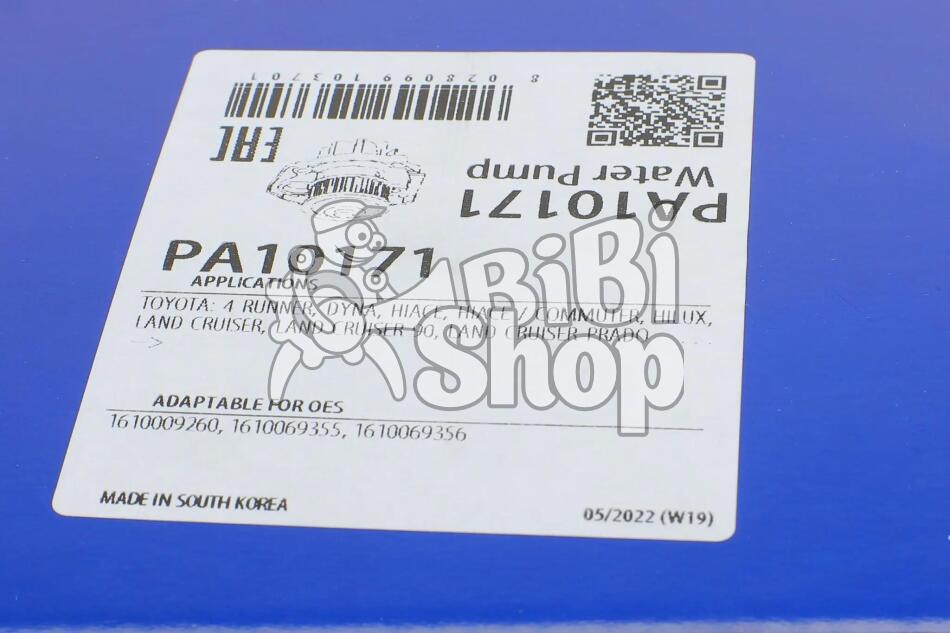 8 028099 103701
EAC
Water Pump
PA10171
PA10171
APPLICATIONS
TOYOTA: 4 RUNNER, DYNA, HIACE, HIACE / COMMUTER, HILUX,
LAND CRUISER, LAND CRUISER 90, LAND CRUISER PRADO
ADAPTABLE FOR OES
1610009260, 1610069355, 1610069356
MADE IN SOUTH KOREA
05/2022 (W19)
BiBi
Shop